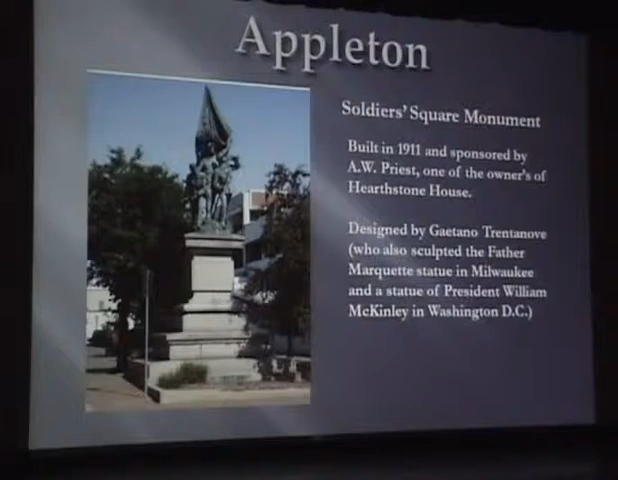 Appleton
Soldiers' Square Monument
Built in 1911 and sponsored by
A.W. Priest, one of the owner's of
Hearthstone House.
Designed by Gaetano Trentanove
(who also sculpted the Father
Marquette statue in Milwaukee
and a statue of President William
McKinley in Washington D.C.)